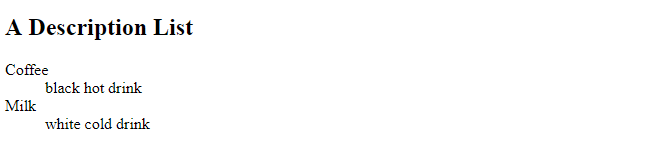 A Description List
Coffee
black hot drink
Milk
white cold drink